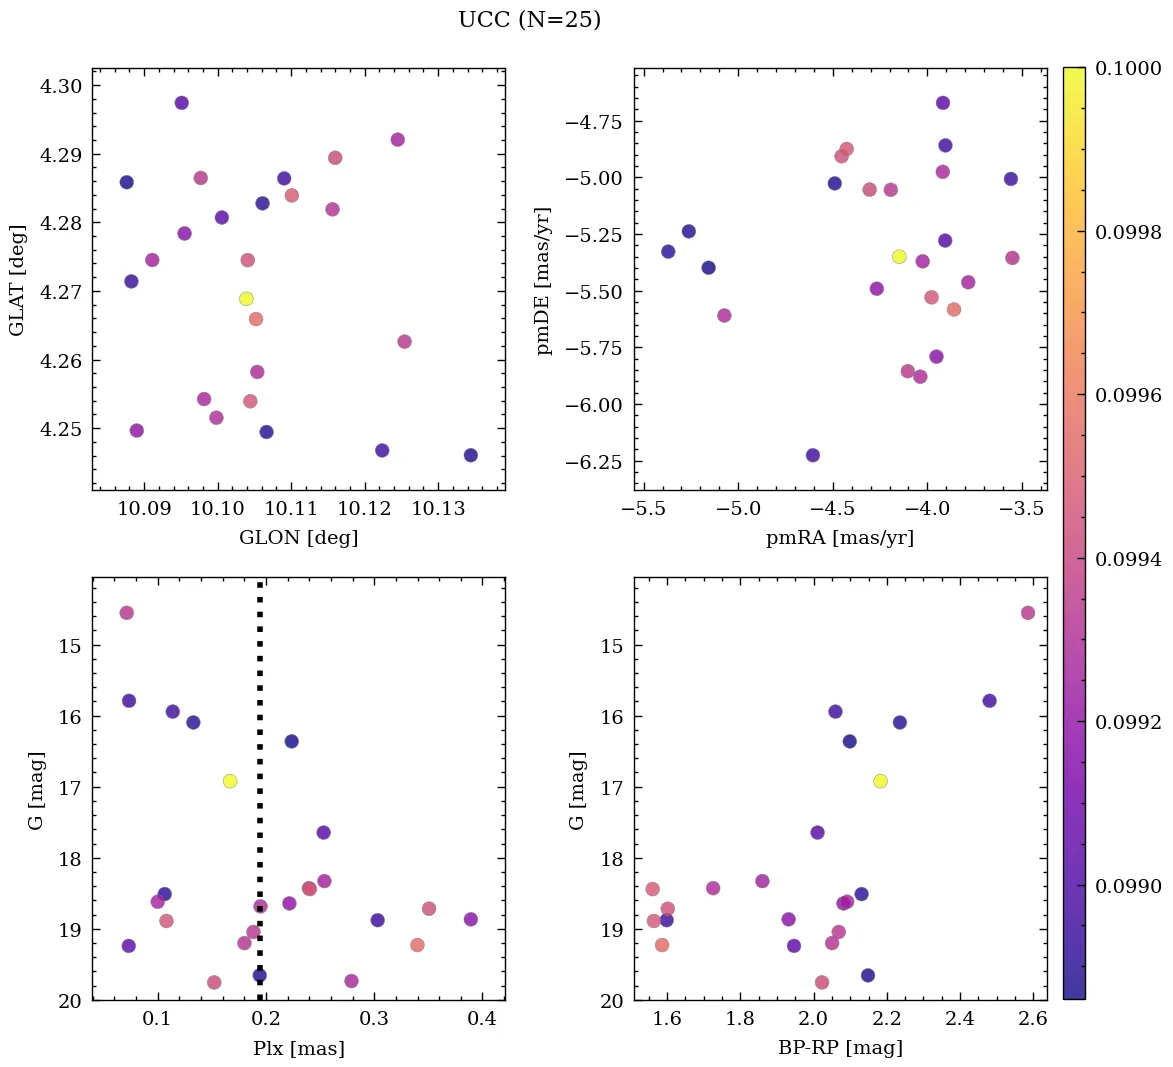 UCC (N=25)
4.30
4.29
4.28
4.27
4.26
4.25
GLAT [deg]
10.09 10.10 10.11 10.12 10.13
GLON [deg]
−4.75
−5.00
−5.25
−5.50
−5.75
−6.00
−6.25
pmDE [mas/yr]
−5.5 −5.0 −4.5 −4.0 −3.5
pmRA [mas/yr]
0.1000
0.0998
0.0996
0.0994
0.0992
0.0990
15
16
17
18
19
20
G [mag]
0.1 0.2 0.3 0.4
Plx [mas]
15
16
17
18
19
20
G [mag]
1.6 1.8 2.0 2.2 2.4 2.6
BP-RP [mag]